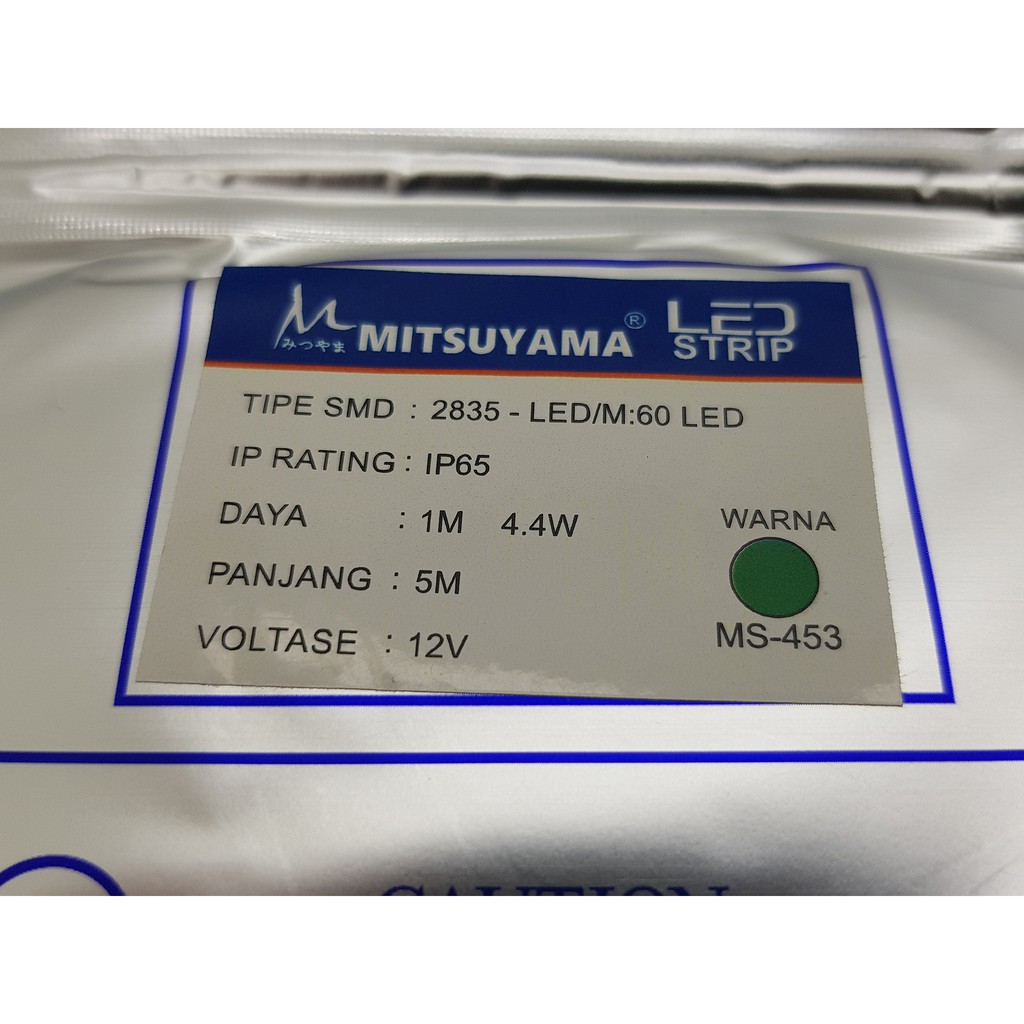 みつやま MITSUYAMA® LED STRIP
TIPE SMD : 2835 - LED/M:60 LED
IP RATING : IP65
DAYA : 1M 4.4W
PANJANG : 5M
VOLTASE : 12V
WARNA
MS-453
CAUTION